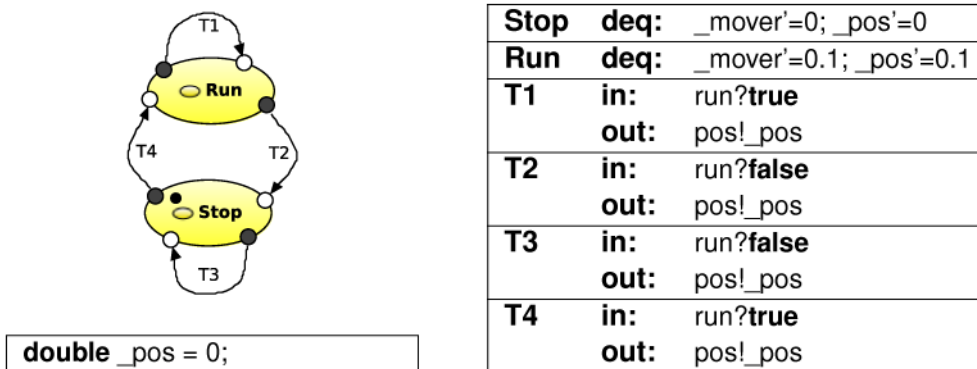 T1
Run
T4
T2
Stop
T3
double _pos = 0;
Stop deq: _mover’=0; _pos’=0
Run deq: _mover’=0.1; _pos’=0.1
T1 in: run?true
out: pos!_pos
T2 in: run?false
out: pos!_pos
T3 in: run?false
out: pos!_pos
T4 in: run?true
out: pos!_pos